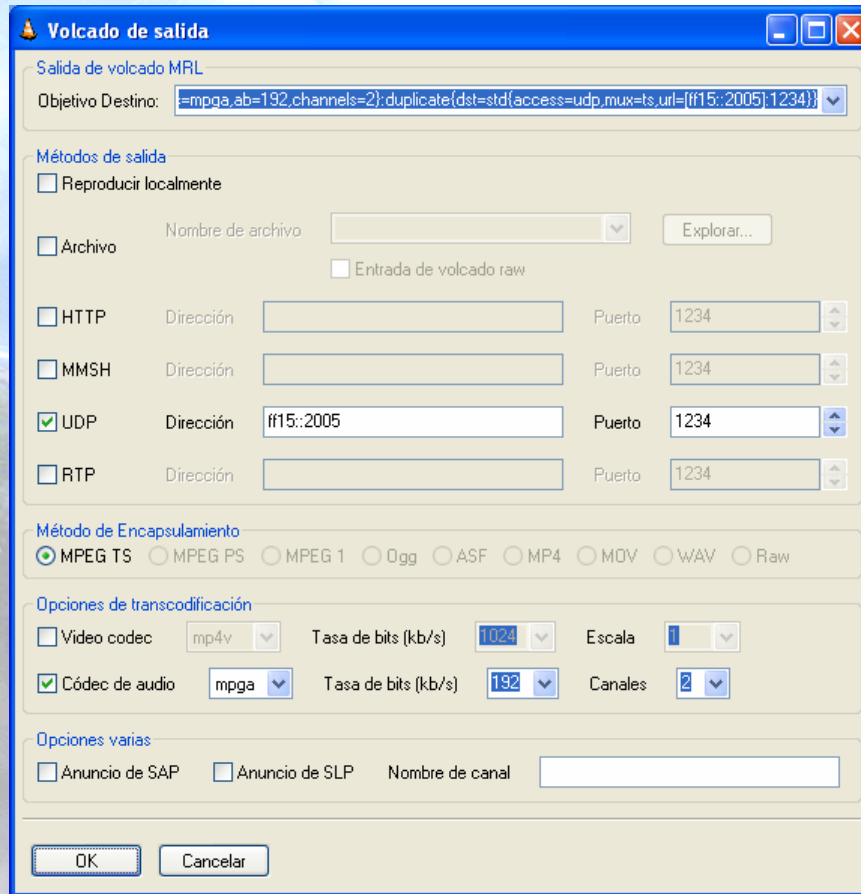 Volcado de salida
Salida de volcado MRL
Objetivo Destino: :=mpga,ab=192,channels=2}:duplicate{dst=std{access=udp,mux=ts,url=[ff15::2005]:1234}}
Métodos de salida
Reproducir localmente
Archivo Nombre de archivo Explorar...
Entrada de volcado raw
HTTP Dirección Puerto 1234
MMSH Dirección Puerto 1234
UDP Dirección ff15::2005 Puerto 1234
RTP Dirección Puerto 1234
Método de Encapsulamiento
MPEG TS MPEG PS MPEG 1 Ogg ASF MP4 MOV WAV Raw
Opciones de transcodificación
Video codec mp4v Tasa de bits (kb/s) 1024 Escala 1
Códec de audio mpga Tasa de bits (kb/s) 192 Canales 2
Opciones varias
Anuncio de SAP Anuncio de SLP Nombre de canal
OK Cancelar